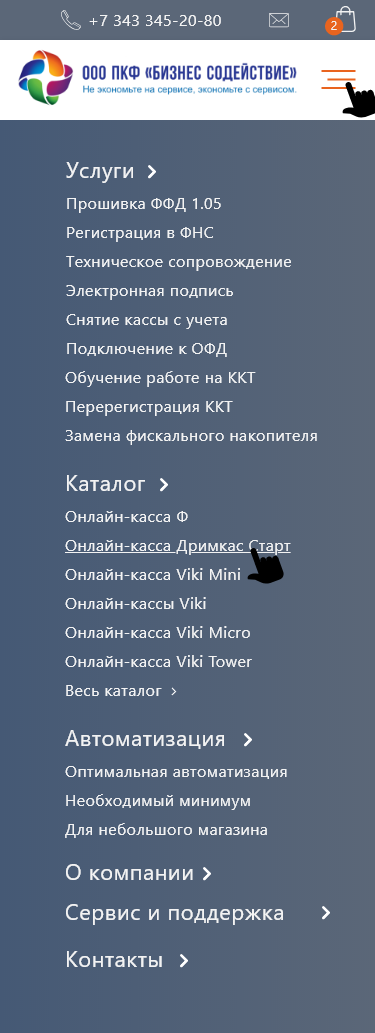 +7 343 345-20-80
2
ООО ПКФ «БИЗНЕС СОДЕЙСТВИЕ»
Не экономьте на сервисе, экономьте с сервисом.
Услуги
Прошивка ФФД 1.05
Регистрация в ФНС
Техническое сопровождение
Электронная подпись
Снятие кассы с учета
Подключение к ОФД
Обучение работе на ККТ
Перерегистрация ККТ
Замена фискального накопителя
Каталог
Онлайн-касса Ф
Онлайн-касса Дримкас Старт
Онлайн-касса Viki Mini
Онлайн-кассы Viki
Онлайн-касса Viki Micro
Онлайн-касса Viki Tower
Весь каталог
Автоматизация
Оптимальная автоматизация
Необходимый минимум
Для небольшого магазина
О компании
Сервис и поддержка
Контакты